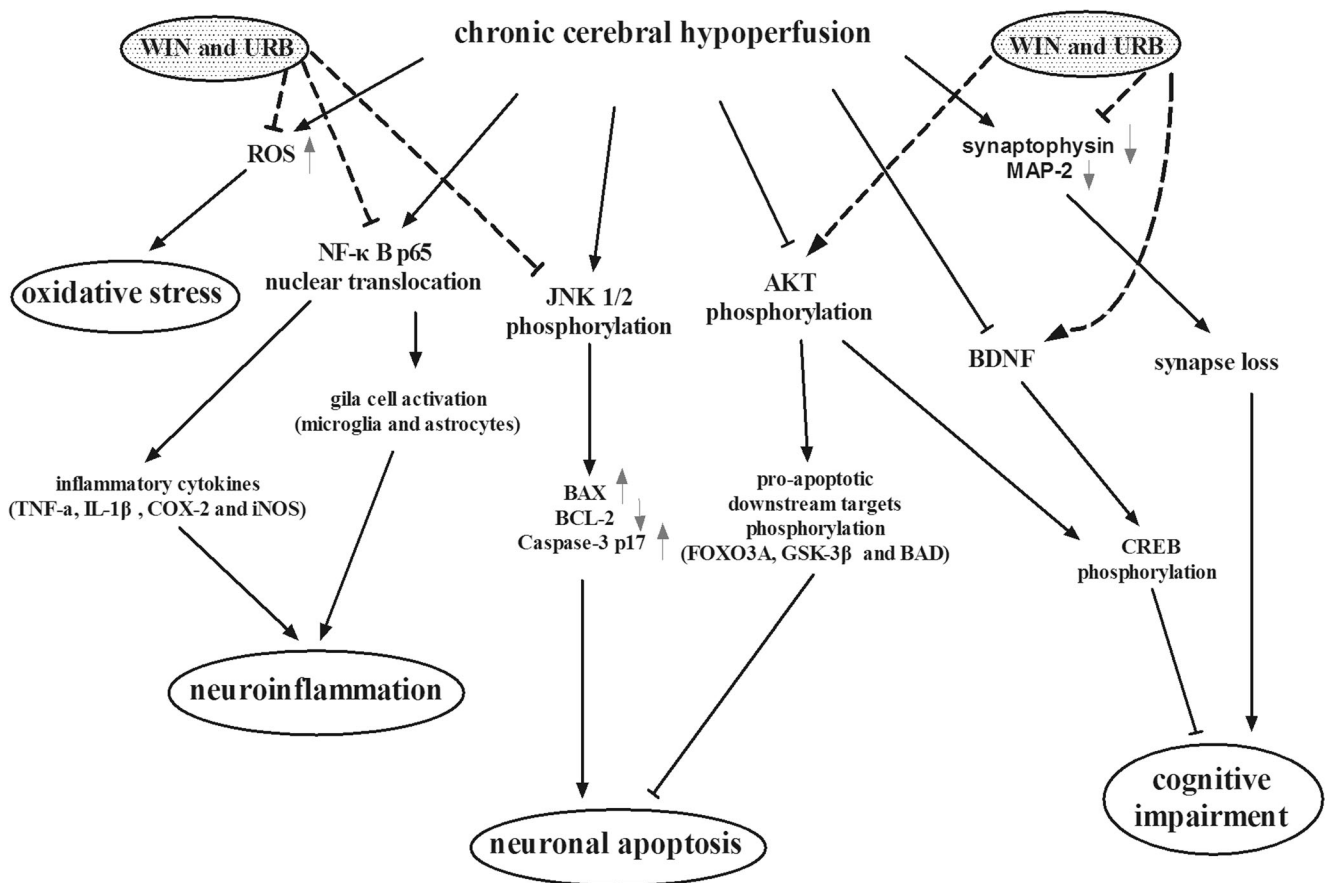 WIN and URB
chronic cerebral hypoperfusion
WIN and URB
ROS
synaptophysin
MAP-2
NF-κ B p65
nuclear translocation
oxidative stress
JNK 1/2
phosphorylation
AKT
phosphorylation
BDNF
synapse loss
gila cell activation
(microglia and astrocytes)
inflammatory cytokines
(TNF-a, IL-1β , COX-2 and iNOS)
BAX
BCL-2
Caspase-3 p17
pro-apoptotic
downstream targets
phosphorylation
(FOXO3A, GSK-3β and BAD)
CREB
phosphorylation
neuroinflammation
cognitive
impairment
neuronal apoptosis